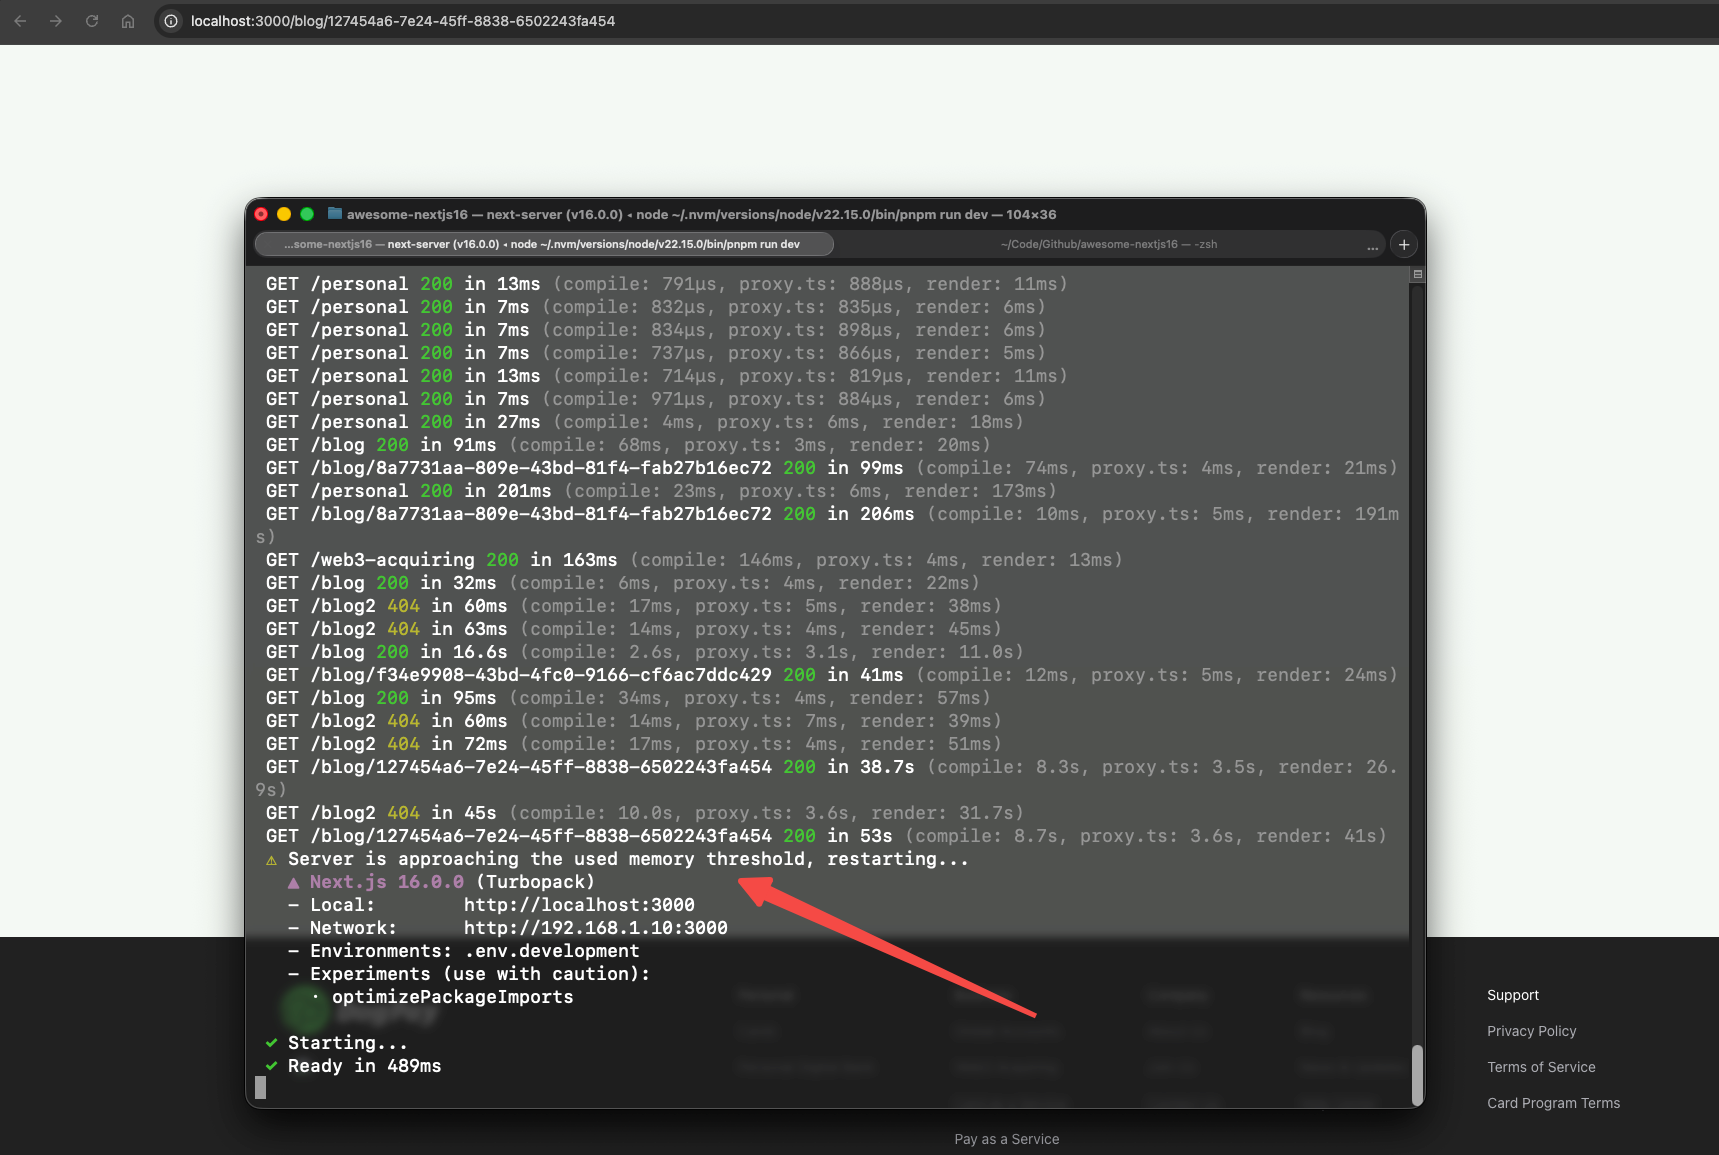 localhost:3000/blog/127454a6-7e24-45ff-8838-6502243fa454
awesome-nextjs16 — next-server (v16.0.0) ◂ node ~/.nvm/versions/node/v22.15.0/bin/pnpm run dev — 104×36
...some-nextjs16 — next-server (v16.0.0) ◂ node ~/.nvm/versions/node/v22.15.0/bin/pnpm run dev
~/Code/Github/awesome-nextjs16 — -zsh
... +
GET /personal 200 in 13ms (compile: 791µs, proxy.ts: 888µs, render: 11ms)
GET /personal 200 in 7ms (compile: 832µs, proxy.ts: 835µs, render: 6ms)
GET /personal 200 in 7ms (compile: 834µs, proxy.ts: 898µs, render: 6ms)
GET /personal 200 in 7ms (compile: 737µs, proxy.ts: 866µs, render: 5ms)
GET /personal 200 in 13ms (compile: 714µs, proxy.ts: 819µs, render: 11ms)
GET /personal 200 in 7ms (compile: 971µs, proxy.ts: 884µs, render: 6ms)
GET /personal 200 in 27ms (compile: 4ms, proxy.ts: 6ms, render: 18ms)
GET /blog 200 in 91ms (compile: 68ms, proxy.ts: 3ms, render: 20ms)
GET /blog/8a7731aa-809e-43bd-81f4-fab27b16ec72 200 in 99ms (compile: 74ms, proxy.ts: 4ms, render: 21ms)
GET /personal 200 in 201ms (compile: 23ms, proxy.ts: 6ms, render: 173ms)
GET /blog/8a7731aa-809e-43bd-81f4-fab27b16ec72 200 in 206ms (compile: 10ms, proxy.ts: 5ms, render: 191m
s)
GET /web3-acquiring 200 in 163ms (compile: 146ms, proxy.ts: 4ms, render: 13ms)
GET /blog 200 in 32ms (compile: 6ms, proxy.ts: 4ms, render: 22ms)
GET /blog2 404 in 60ms (compile: 17ms, proxy.ts: 5ms, render: 38ms)
GET /blog2 404 in 63ms (compile: 14ms, proxy.ts: 4ms, render: 45ms)
GET /blog 200 in 16.6s (compile: 2.6s, proxy.ts: 3.1s, render: 11.0s)
GET /blog/f34e9908-43bd-4fc0-9166-cf6ac7ddc429 200 in 41ms (compile: 12ms, proxy.ts: 5ms, render: 24ms)
GET /blog 200 in 95ms (compile: 34ms, proxy.ts: 4ms, render: 57ms)
GET /blog2 404 in 60ms (compile: 14ms, proxy.ts: 7ms, render: 39ms)
GET /blog2 404 in 72ms (compile: 17ms, proxy.ts: 4ms, render: 51ms)
GET /blog/127454a6-7e24-45ff-8838-6502243fa454 200 in 38.7s (compile: 8.3s, proxy.ts: 3.5s, render: 26.
9s)
GET /blog2 404 in 45s (compile: 10.0s, proxy.ts: 3.6s, render: 31.7s)
GET /blog/127454a6-7e24-45ff-8838-6502243fa454 200 in 53s (compile: 8.7s, proxy.ts: 3.6s, render: 41s)
⚠ Server is approaching the used memory threshold, restarting...
▲ Next.js 16.0.0 (Turbopack)
- Local: http://localhost:3000
- Network: http://192.168.1.10:3000
- Environments: .env.development
- Experiments (use with caution):
· optimizePackageImports
✓ Starting...
✓ Ready in 489ms
Support
Privacy Policy
Terms of Service
Card Program Terms
Pay as a Service